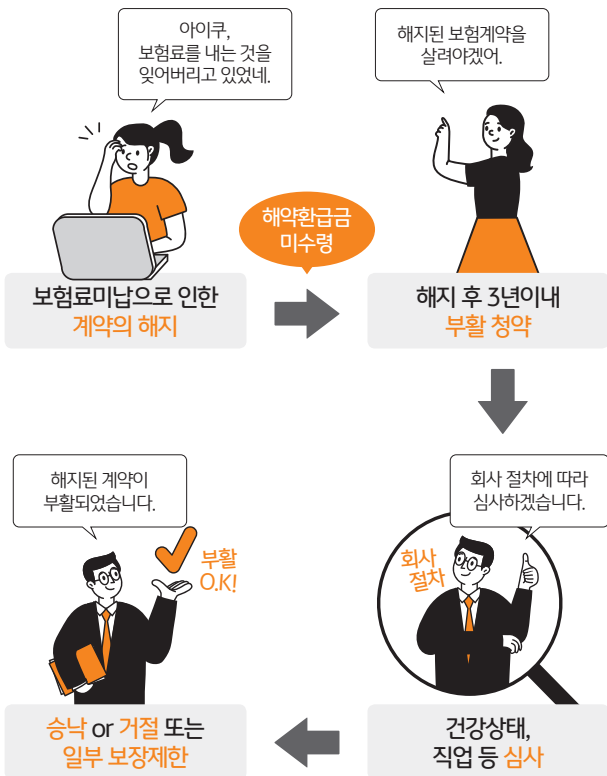 아이쿠,
보험료를 내는 것을
잊어버리고 있었네.
해지된 보험계약을
살려야겠어.
해약환급금
미수령
보험료미납으로 인한
계약의 해지
해지 후 3년이내
부활 청약
회사 절차에 따라
심사하겠습니다.
회사
절차
건강상태,
직업 등 심사
해지된 계약이
부활되었습니다.
부활
O.K!
승낙 or 거절 또는
일부 보장제한